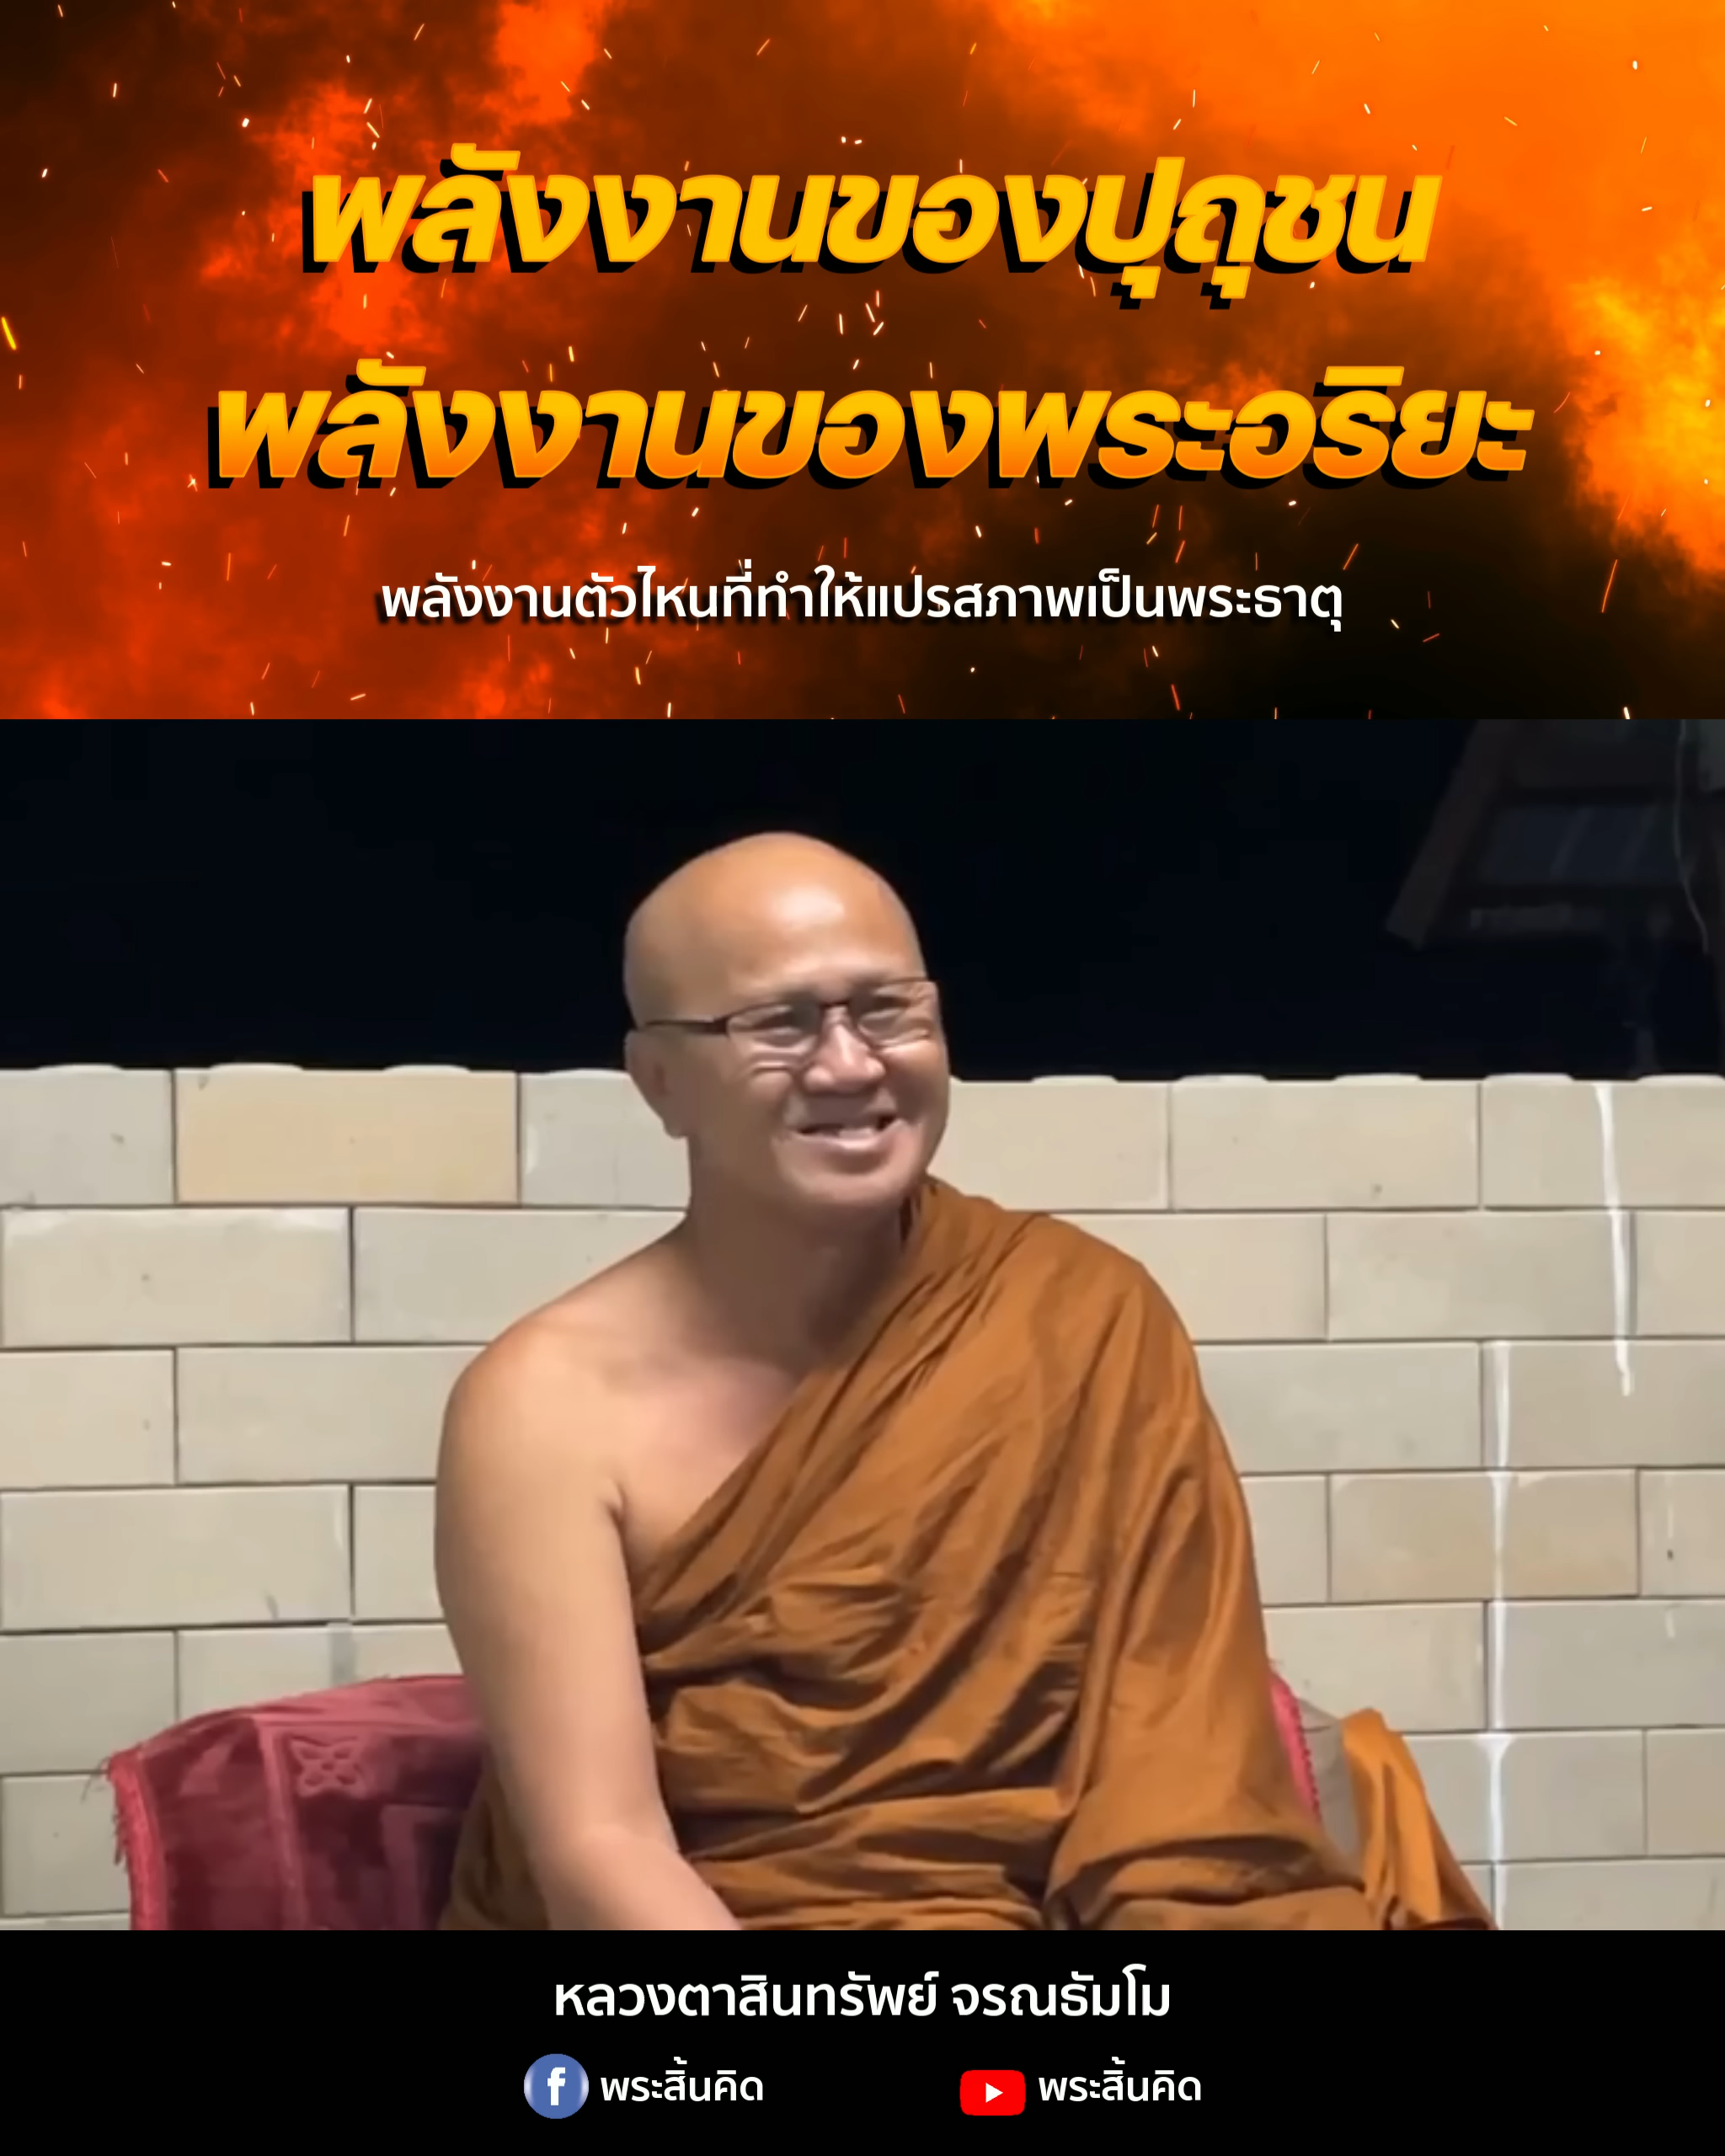 พลังงานของปุถุชน
พลังงานของพระอริยะ
พลังงานตัวไหนที่ทำให้แปรสภาพเป็นพระธาตุ
หลวงตาสินทรัพย์ จรณธัมโม
พระสิ้นคิด
พระสิ้นคิด